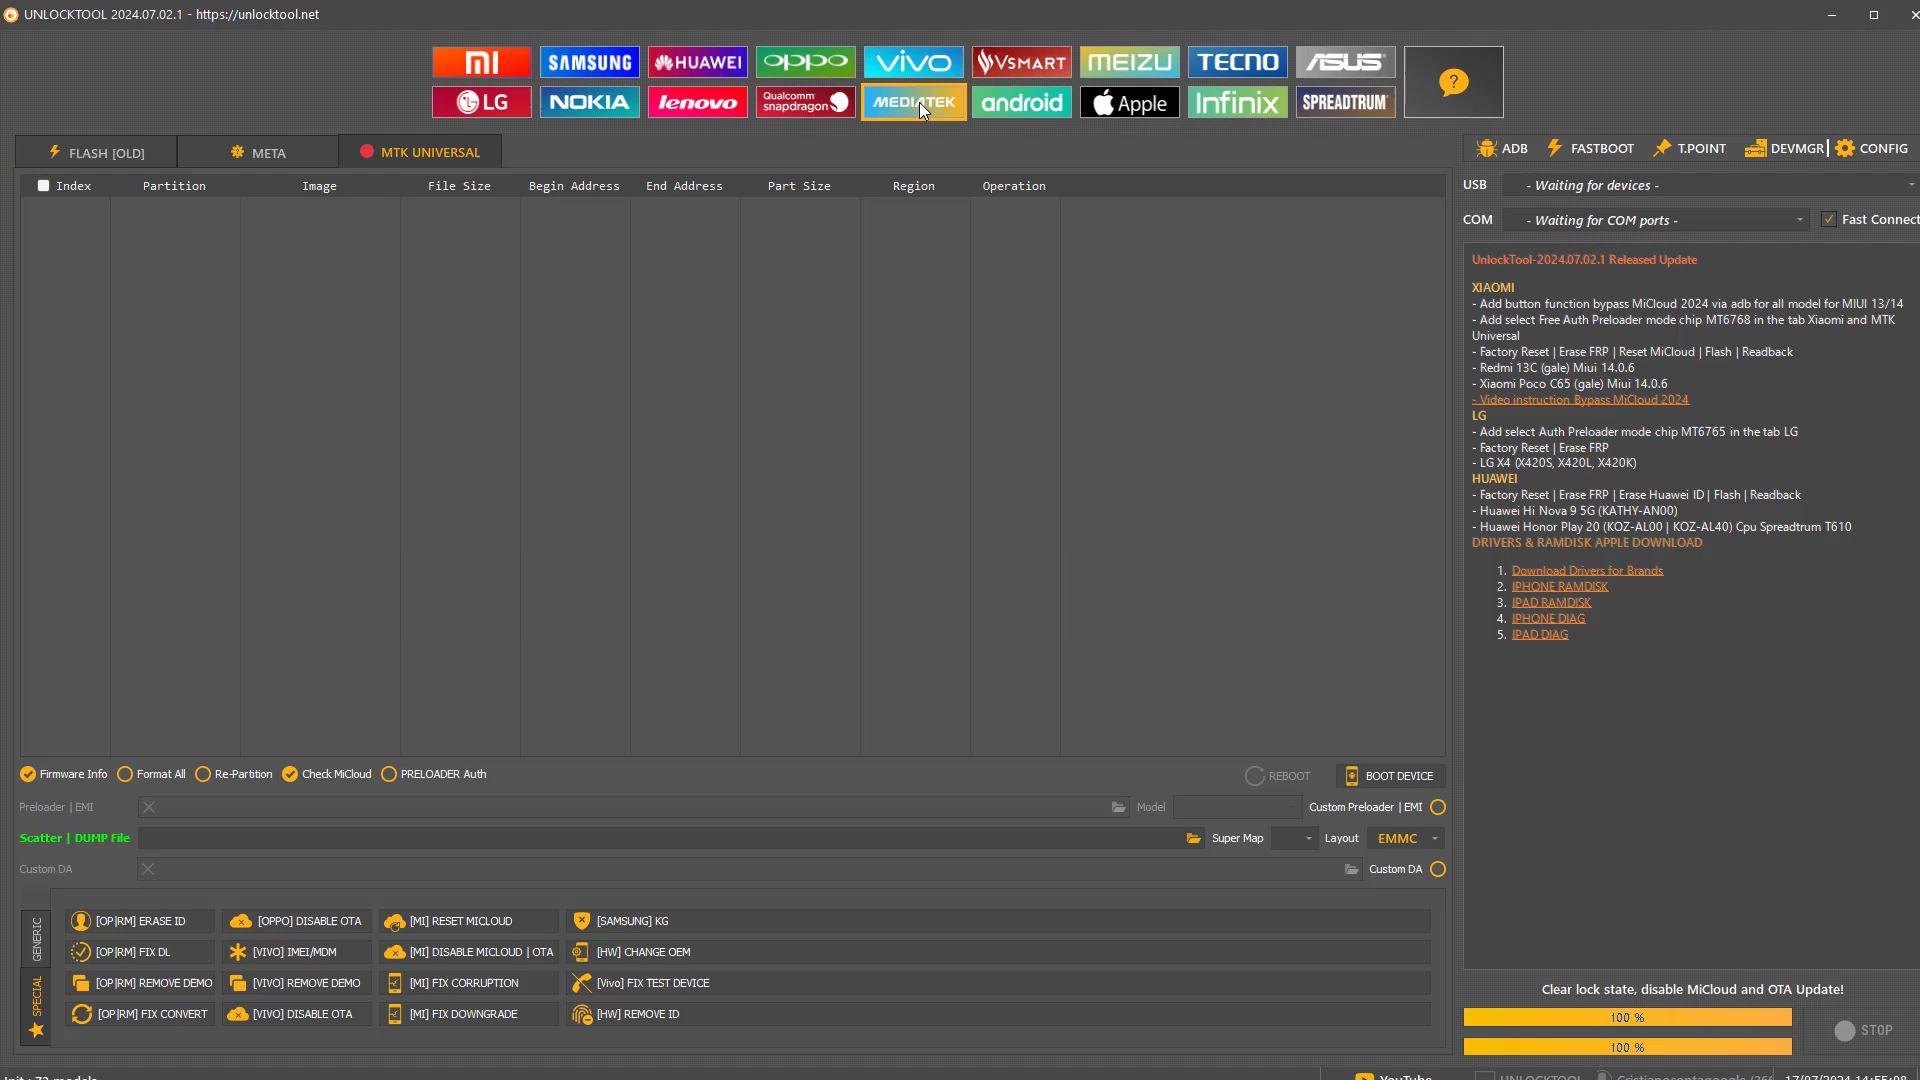 UNLOCKTOOL 2024.07.02.1 - https://unlocktool.net
MI SAMSUNG HUAWEI oppo vivo VSMART MEIZU TECNO ASUS ?
LG NOKIA lenovo Qualcomm snapdragon MEDIATEK android Apple Infinix SPREADTRUM
FLASH [OLD] META MTK UNIVERSAL
ADB FASTBOOT T.POINT DEVMGR CONFIG
Index Partition Image File Size Begin Address End Address Part Size Region Operation
USB - Waiting for devices -
COM - Waiting for COM ports - Fast Connect
UnlockTool-2024.07.02.1 Released Update
XIAOMI
- Add button function bypass MiCloud 2024 via adb for all model for MIUI 13/14
- Add select Free Auth Preloader mode chip MT6768 in the tab Xiaomi and MTK
Universal
- Factory Reset | Erase FRP | Reset MiCloud | Flash | Readback
- Redmi 13C (gale) Miui 14.0.6
- Xiaomi Poco C65 (gale) Miui 14.0.6
- Video instruction Bypass MiCloud 2024
LG
- Add select Auth Preloader mode chip MT6765 in the tab LG
- Factory Reset | Erase FRP
- LG X4 (X420S, X420L, X420K)
HUAWEI
- Factory Reset | Erase FRP | Erase Huawei ID | Flash | Readback
- Huawei Hi Nova 9 5G (KATHY-AN00)
- Huawei Honor Play 20 (KOZ-AL00 | KOZ-AL40) Cpu Spreadtrum T610
DRIVERS & RAMDISK APPLE DOWNLOAD
1. Download Drivers for Brands
2. IPHONE RAMDISK
3. IPAD RAMDISK
4. IPHONE DIAG
5. IPAD DIAG
Firmware Info Format All Re-Partition Check MiCloud PRELOADER Auth REBOOT BOOT DEVICE
Preloader | EMI Model Custom Preloader | EMI
Scatter | DUMP File Super Map Layout EMMC
Custom DA Custom DA
GENERIC
SPECIAL
[OP|RM] ERASE ID [OPPO] DISABLE OTA [MI] RESET MICLOUD [SAMSUNG] KG
[OP|RM] FIX DL [VIVO] IMEI/MDM [MI] DISABLE MICLOUD | OTA [HW] CHANGE OEM
[OP|RM] REMOVE DEMO [VIVO] REMOVE DEMO [MI] FIX CORRUPTION [Vivo] FIX TEST DEVICE
[OP|RM] FIX CONVERT [VIVO] DISABLE OTA [MI] FIX DOWNGRADE [HW] REMOVE ID
Clear lock state, disable MiCloud and OTA Update!
100 %
STOP
100 %
YouTube UNLOCKTOOL 17/07/2024 14:55:08